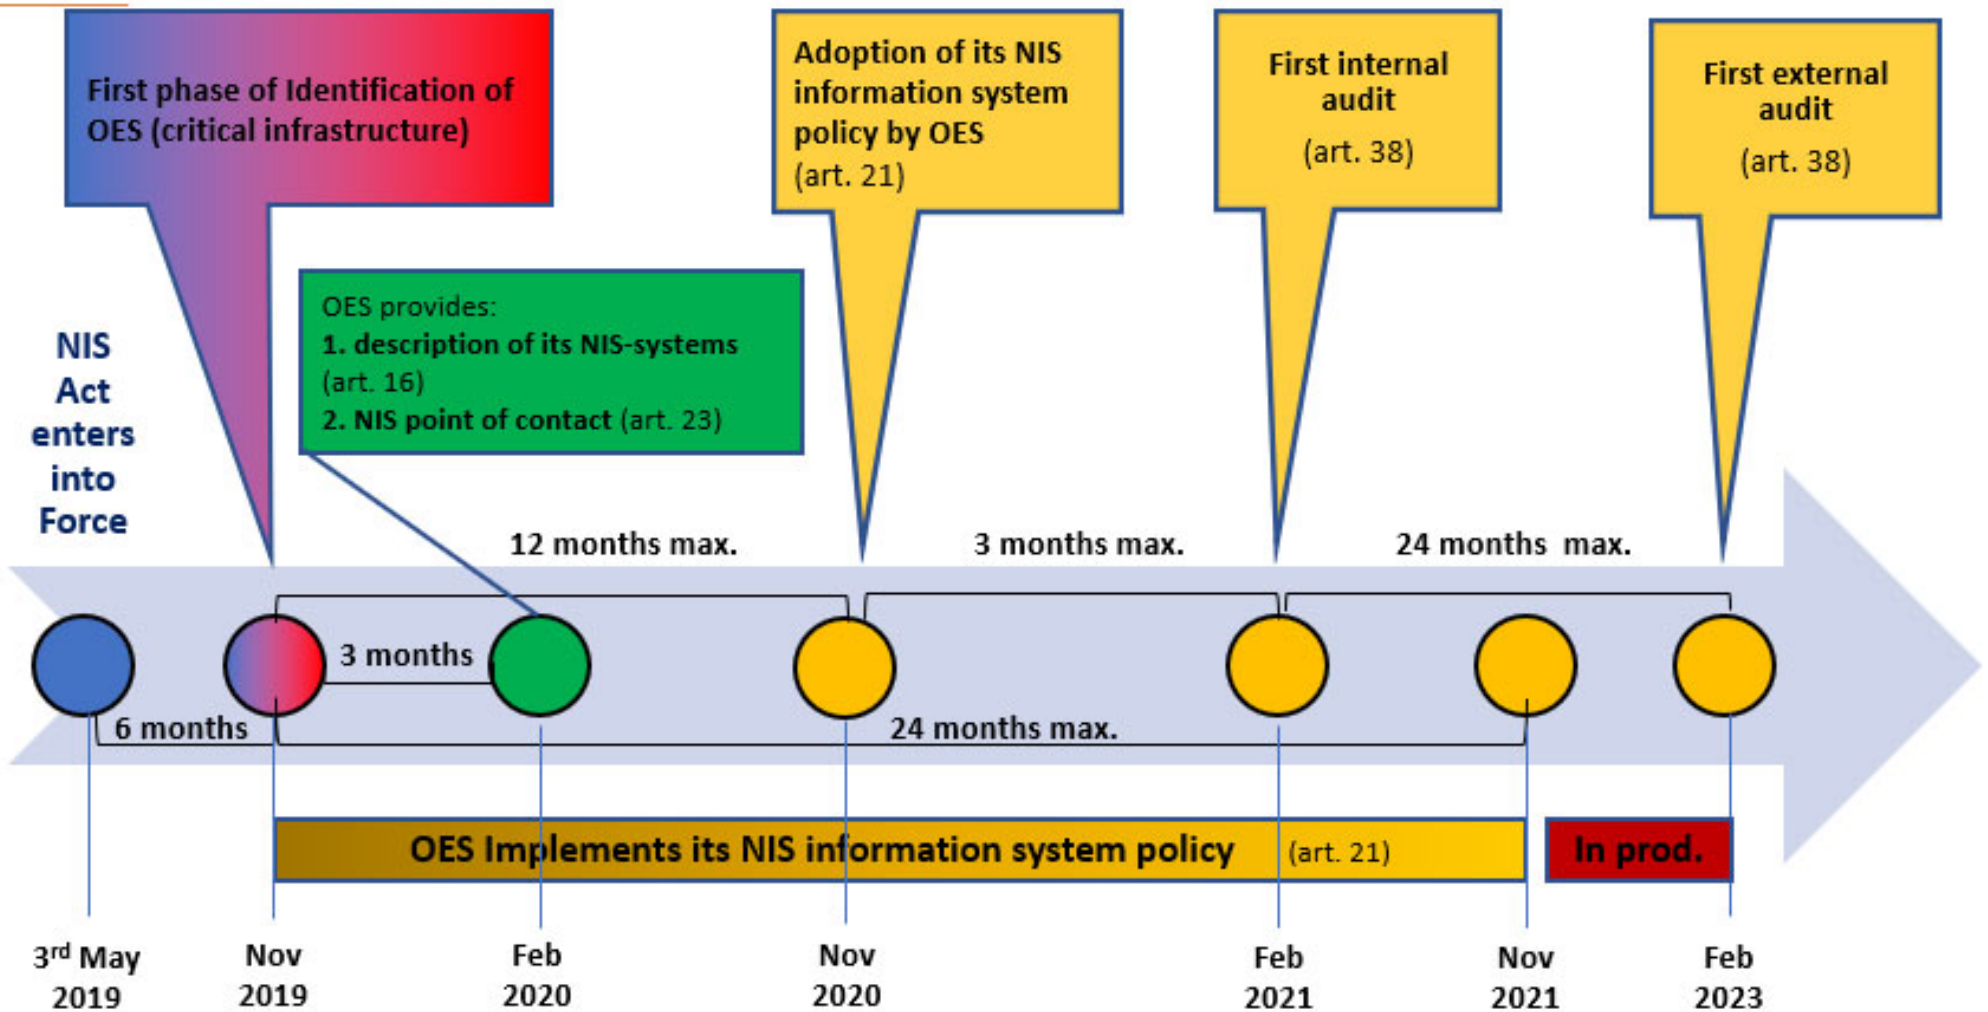 First phase of Identification of
OES (critical infrastructure)
Adoption of its NIS
information system
policy by OES
(art. 21)
First internal
audit
(art. 38)
First external
audit
(art. 38)
OES provides:
1. description of its NIS-systems
(art. 16)
2. NIS point of contact (art. 23)
NIS
Act
enters
into
Force
12 months max.
3 months max.
24 months max.
3 months
6 months
24 months max.
OES Implements its NIS information system policy (art. 21)
In prod.
3rd May
2019
Nov
2019
Feb
2020
Nov
2020
Feb
2021
Nov
2021
Feb
2023